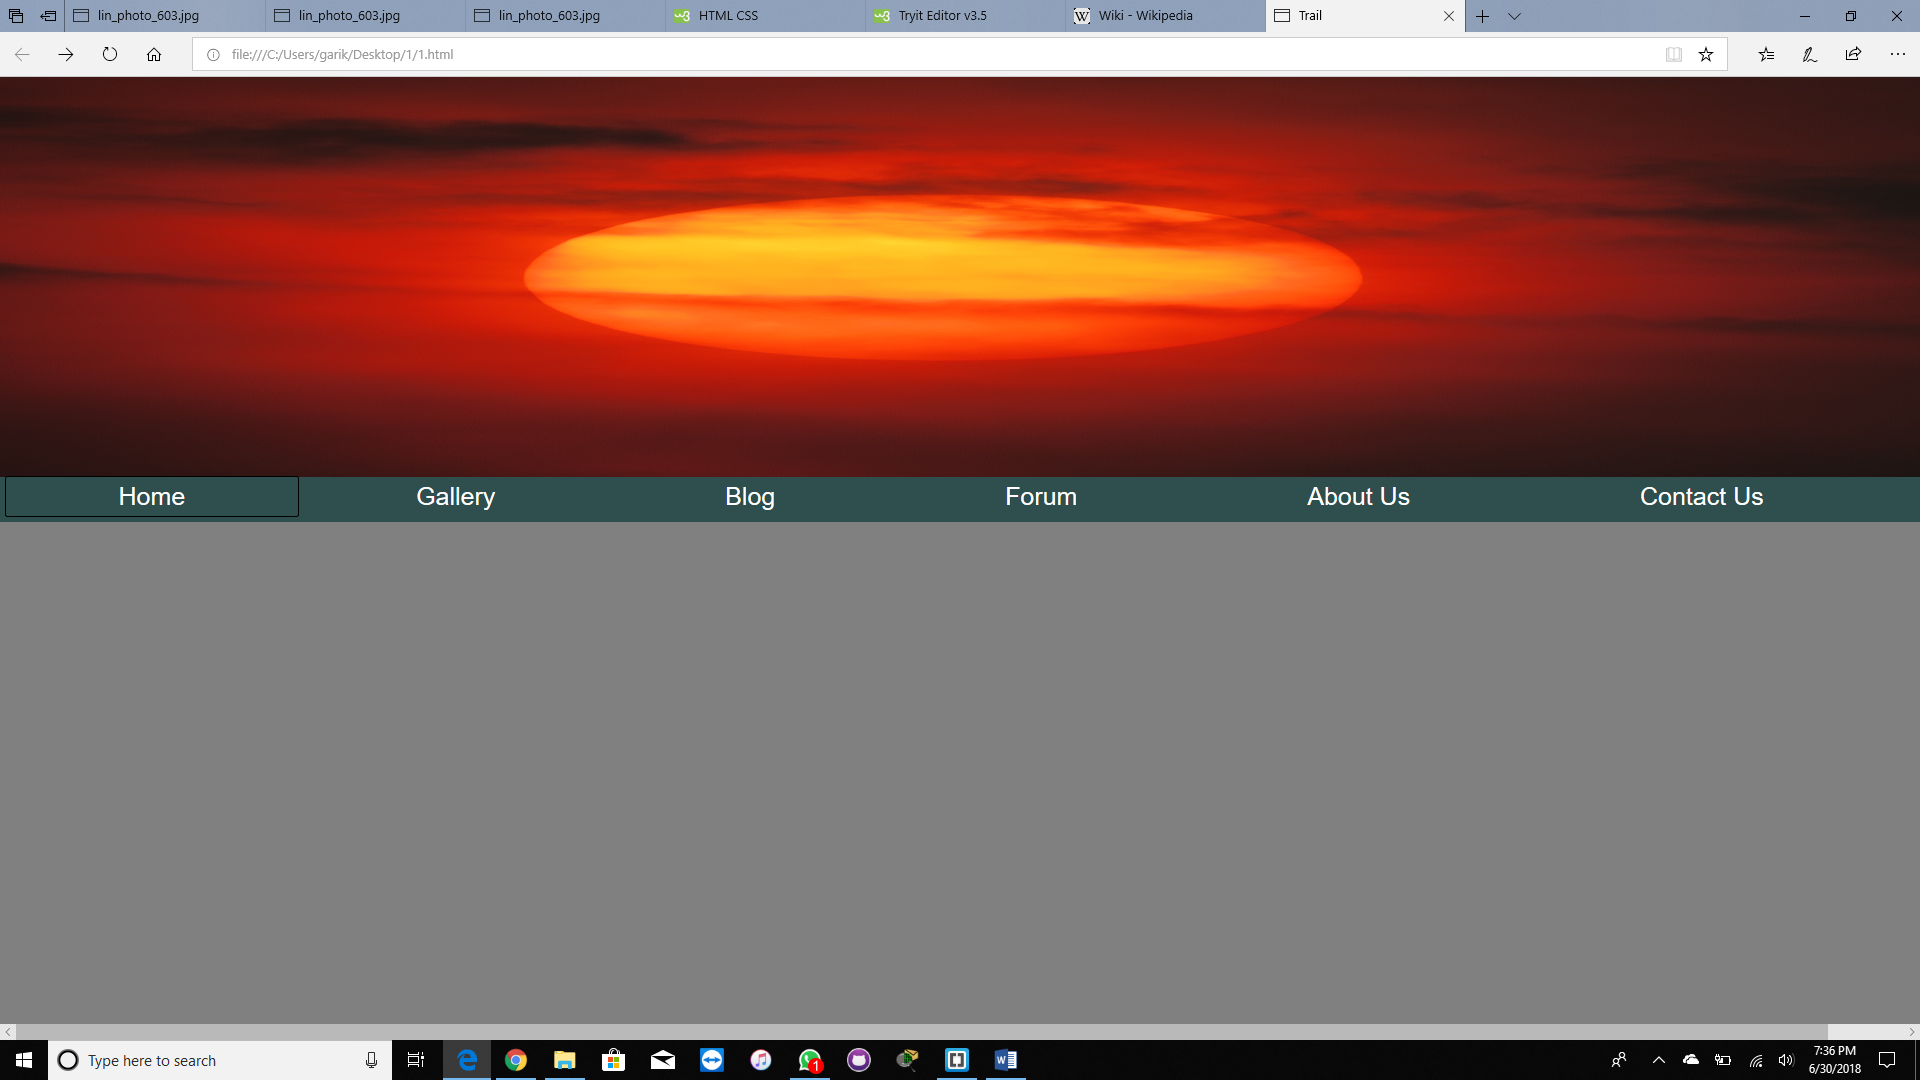 lin_photo_603.jpg lin_photo_603.jpg lin_photo_603.jpg HTML CSS Tryit Editor v3.5 Wiki - Wikipedia Trail
file:///C:/Users/garik/Desktop/1/1.html
Home Gallery Blog Forum About Us Contact Us
Type here to search
1
7:36 PM
6/30/2018